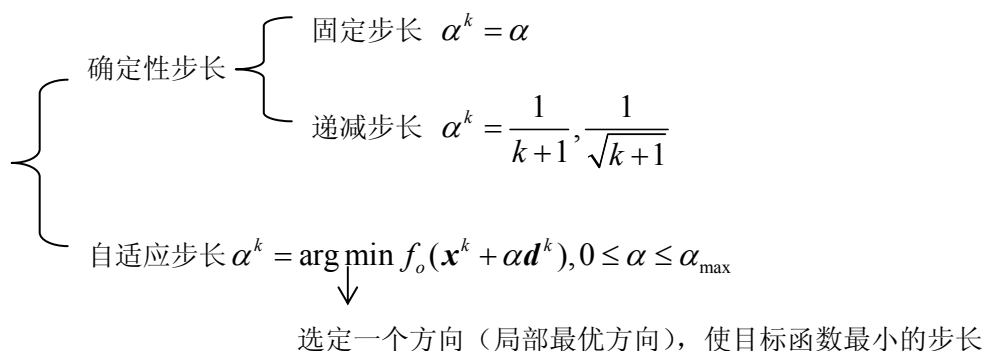 固定步长 α^k = α
确定性步长
递减步长 α^k = 1/(k+1), 1/√(k+1)
自适应步长 α^k = arg min f_o(x^k + αd^k), 0 ≤ α ≤ α_max
选定一个方向（局部最优方向），使目标函数最小的步长